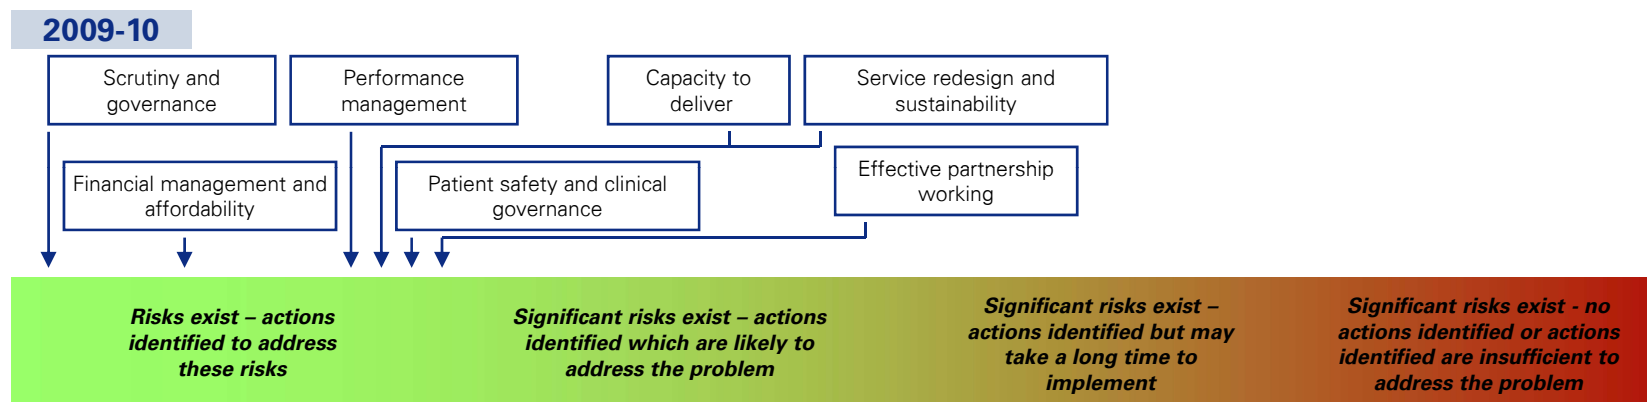 2009-10
Scrutiny and
governance
Performance
management
Capacity to
deliver
Service redesign and
sustainability
Financial management and
affordability
Patient safety and clinical
governance
Effective partnership
working
Risks exist – actions
identified to address
these risks
Significant risks exist – actions
identified which are likely to
address the problem
Significant risks exist –
actions identified but may
take a long time to
implement
Significant risks exist - no
actions identified or actions
identified are insufficient to
address the problem